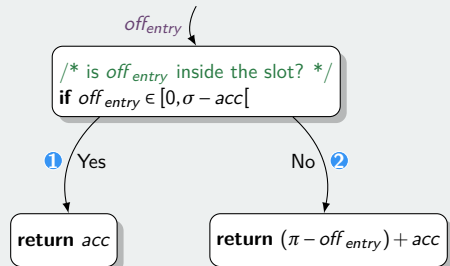 off_entry
/* is off_entry inside the slot? */
if off_entry ∈ [0, σ − acc[
1 Yes
No 2
return acc
return (π − off_entry) + acc